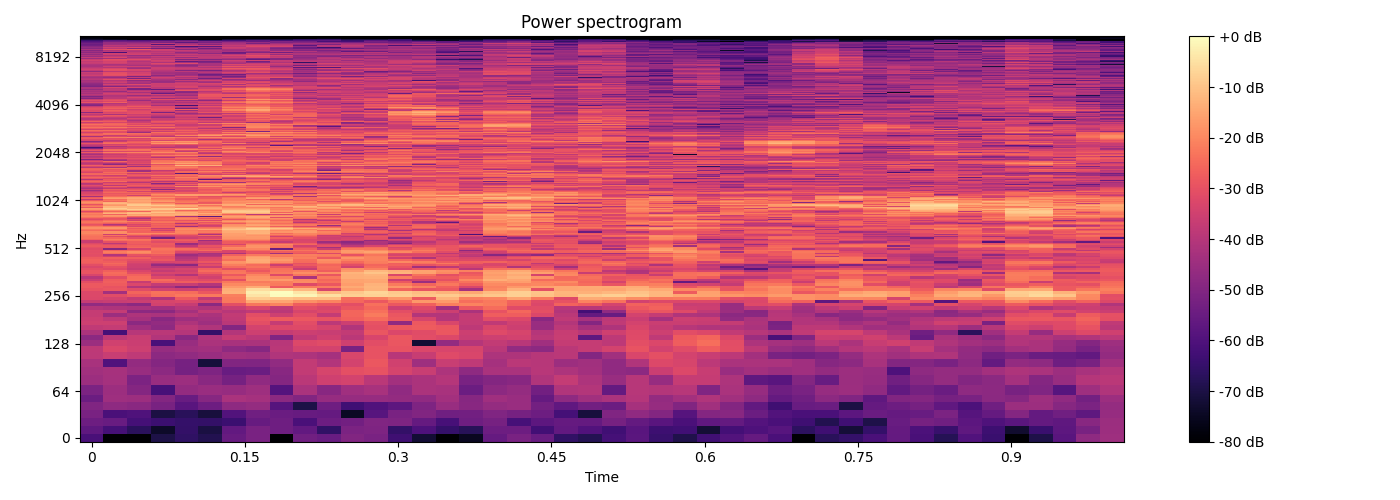 Power spectrogram
Hz
8192
4096
2048
1024
512
256
128
64
0
0 0.15 0.3 0.45 0.6 0.75 0.9
Time
+0 dB
-10 dB
-20 dB
-30 dB
-40 dB
-50 dB
-60 dB
-70 dB
-80 dB